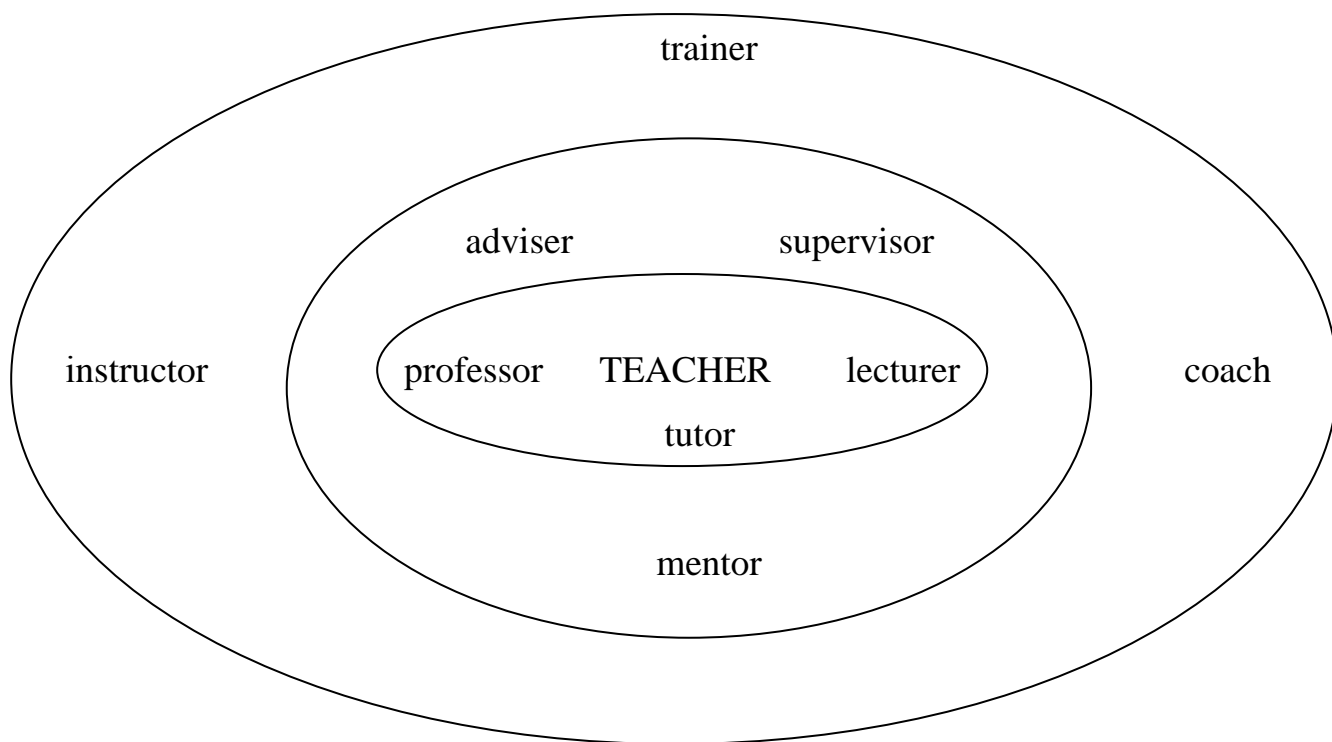 trainer
adviser supervisor
instructor professor TEACHER lecturer coach
tutor
mentor